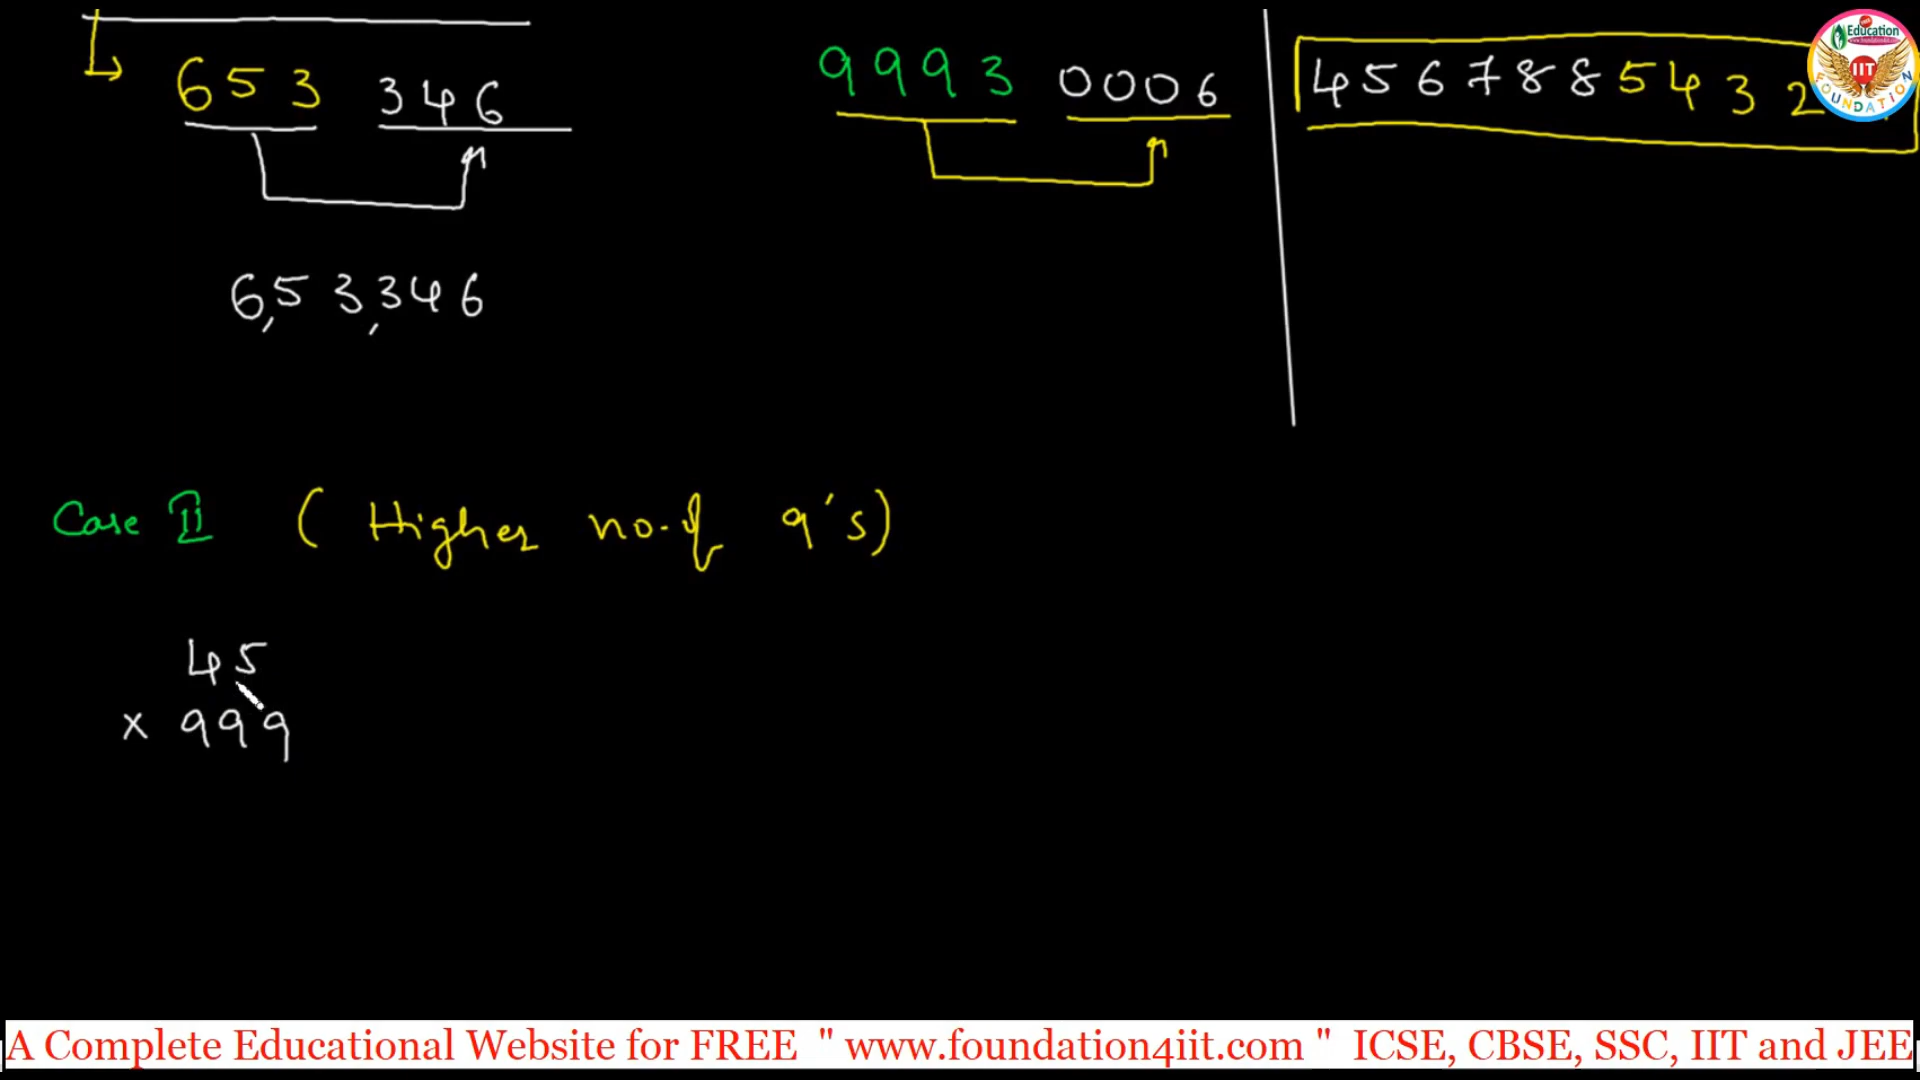 653 346
9993 0006
4567885432
Education
IIT
FOUNDATION
6,53,346
Case II (Higher no. of 9's)
45
× 999
A Complete Educational Website for FREE " www.foundation4iit.com " ICSE, CBSE, SSC, IIT and JEE